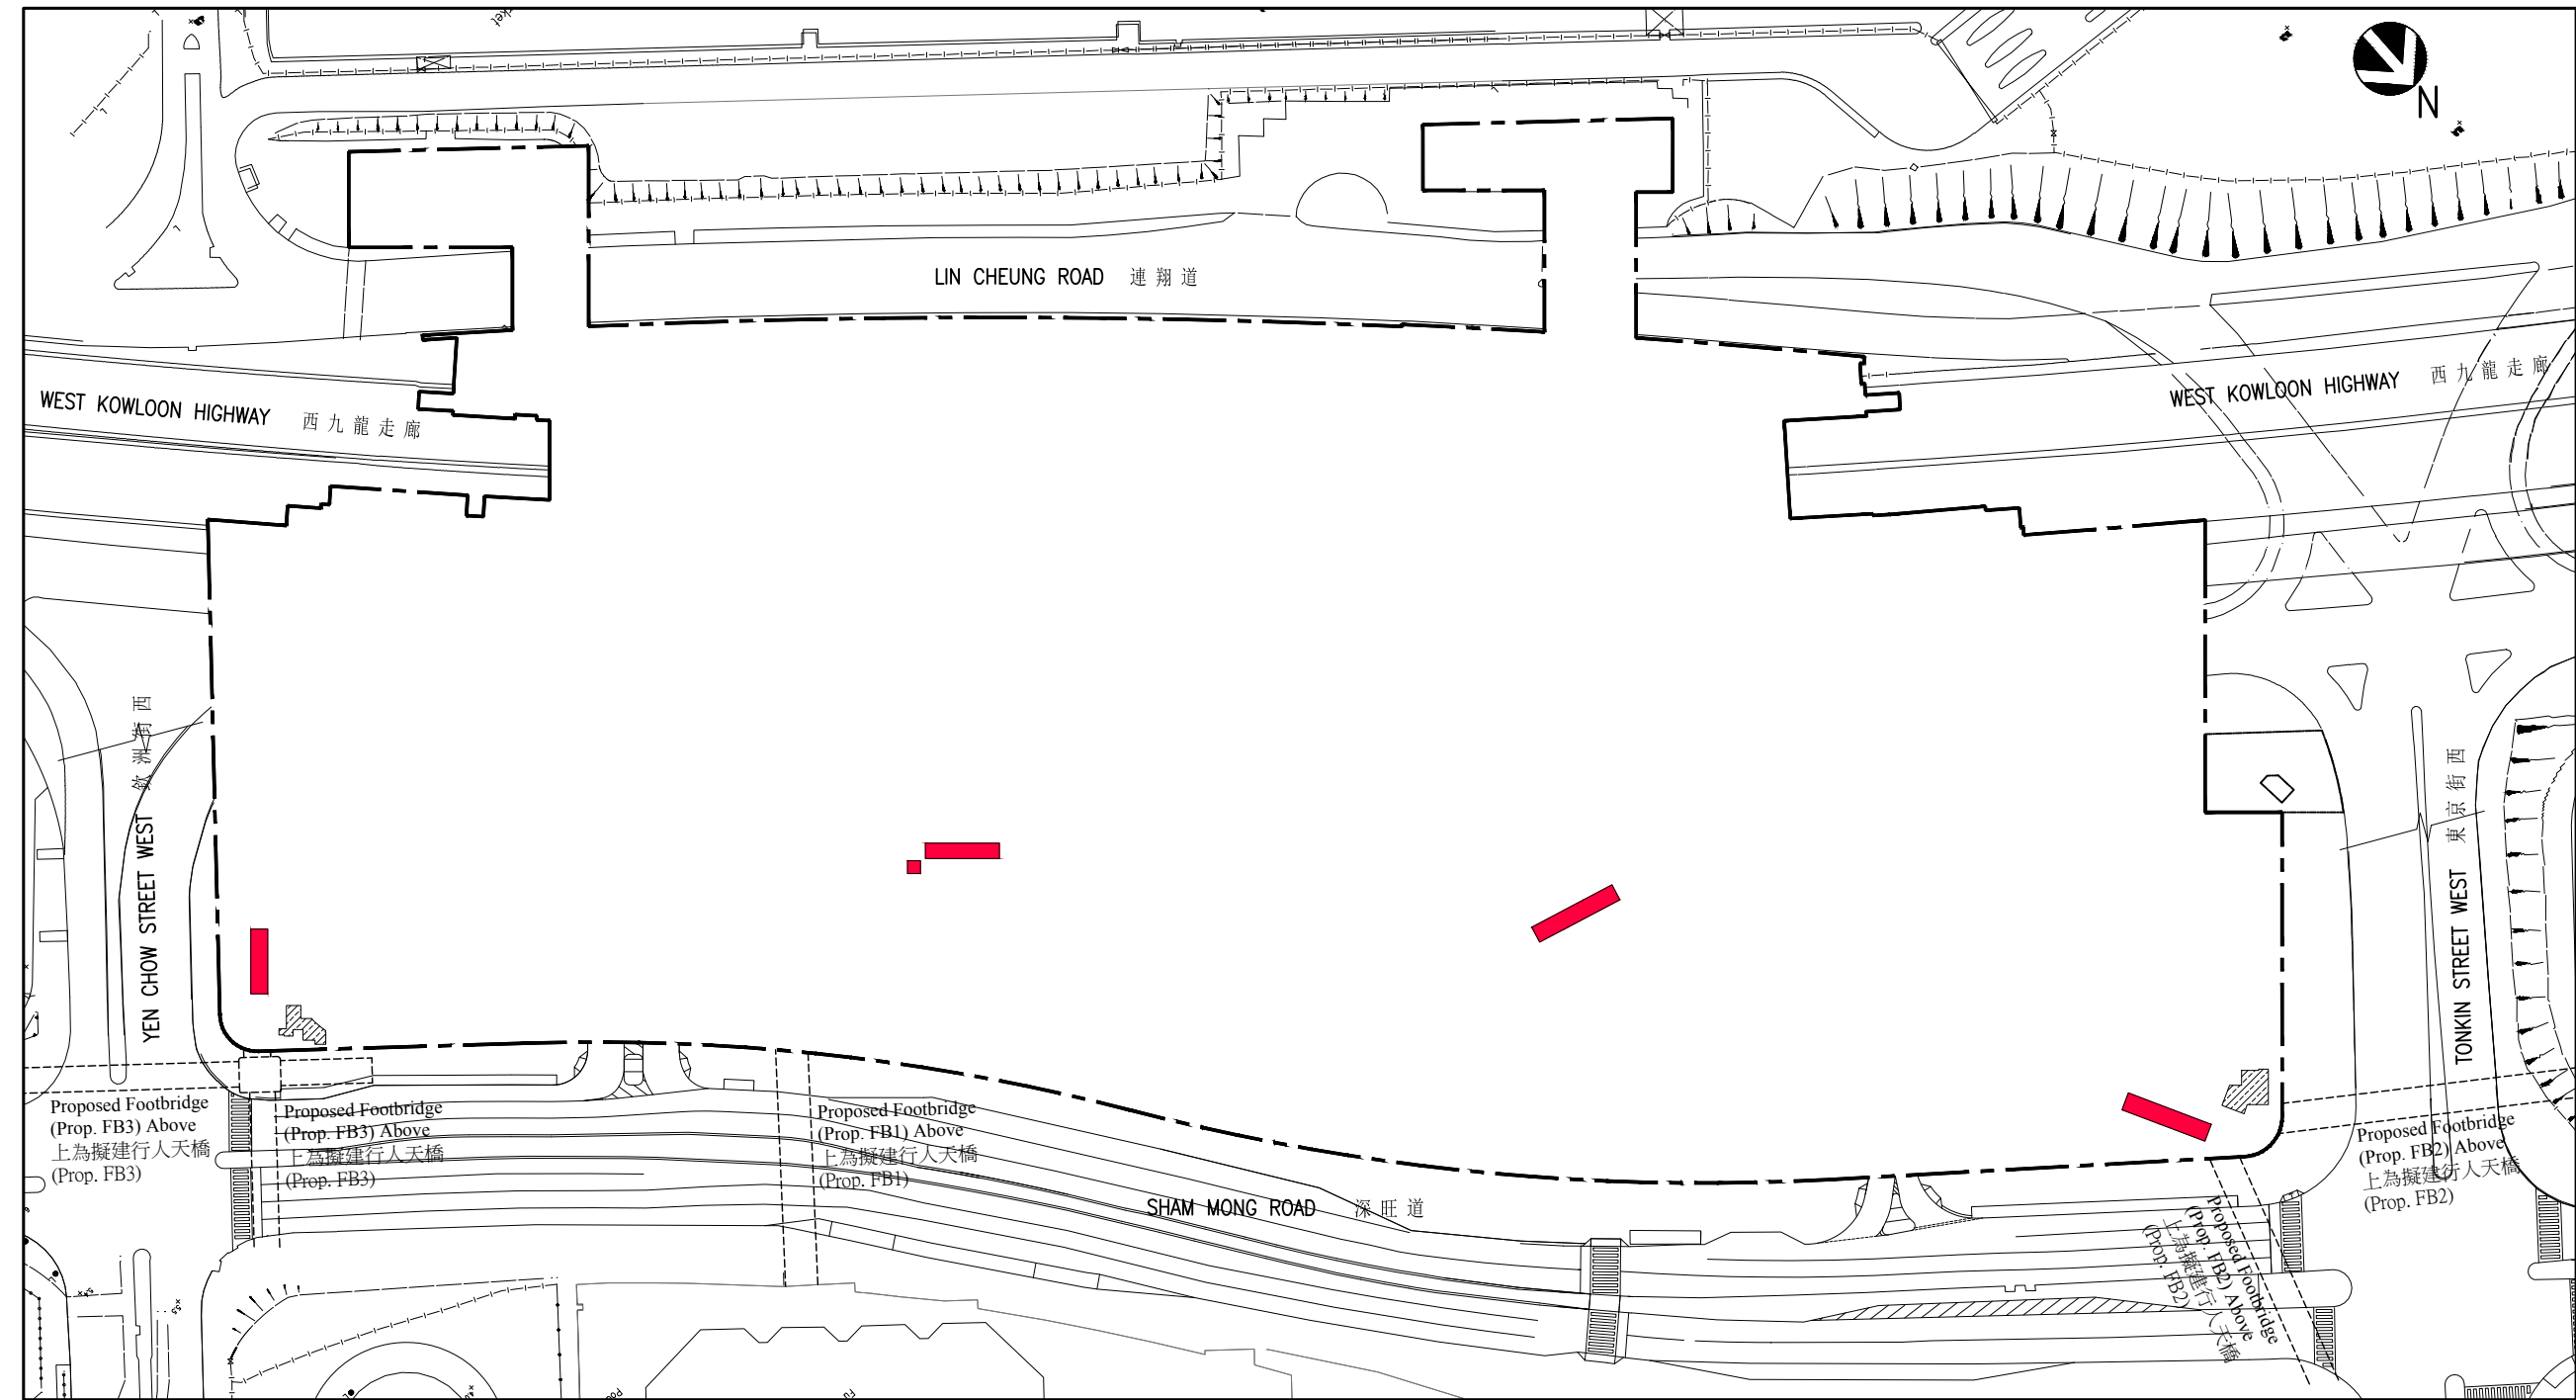 N
LIN CHEUNG ROAD 連翔道
WEST KOWLOON HIGHWAY 西九龍走廊
WEST KOWLOON HIGHWAY 西九龍走廊
YEN CHOW STREET WEST 欽洲街西
TONKIN STREET WEST 東京街西
Proposed Footbridge
(Prop. FB3) Above
上為擬建行人天橋
(Prop. FB3)
Proposed Footbridge
(Prop. FB3) Above
上為擬建行人天橋
(Prop. FB3)
Proposed Footbridge
(Prop. FB1) Above
上為擬建行人天橋
(Prop. FB1)
SHAM MONG ROAD 深旺道
Proposed Footbridge
(Prop. FB2) Above
上為擬建行人天橋
(Prop. FB2)
Proposed Footbridge
(Prop. FB2) Above
上為擬建行人天橋
(Prop. FB2)